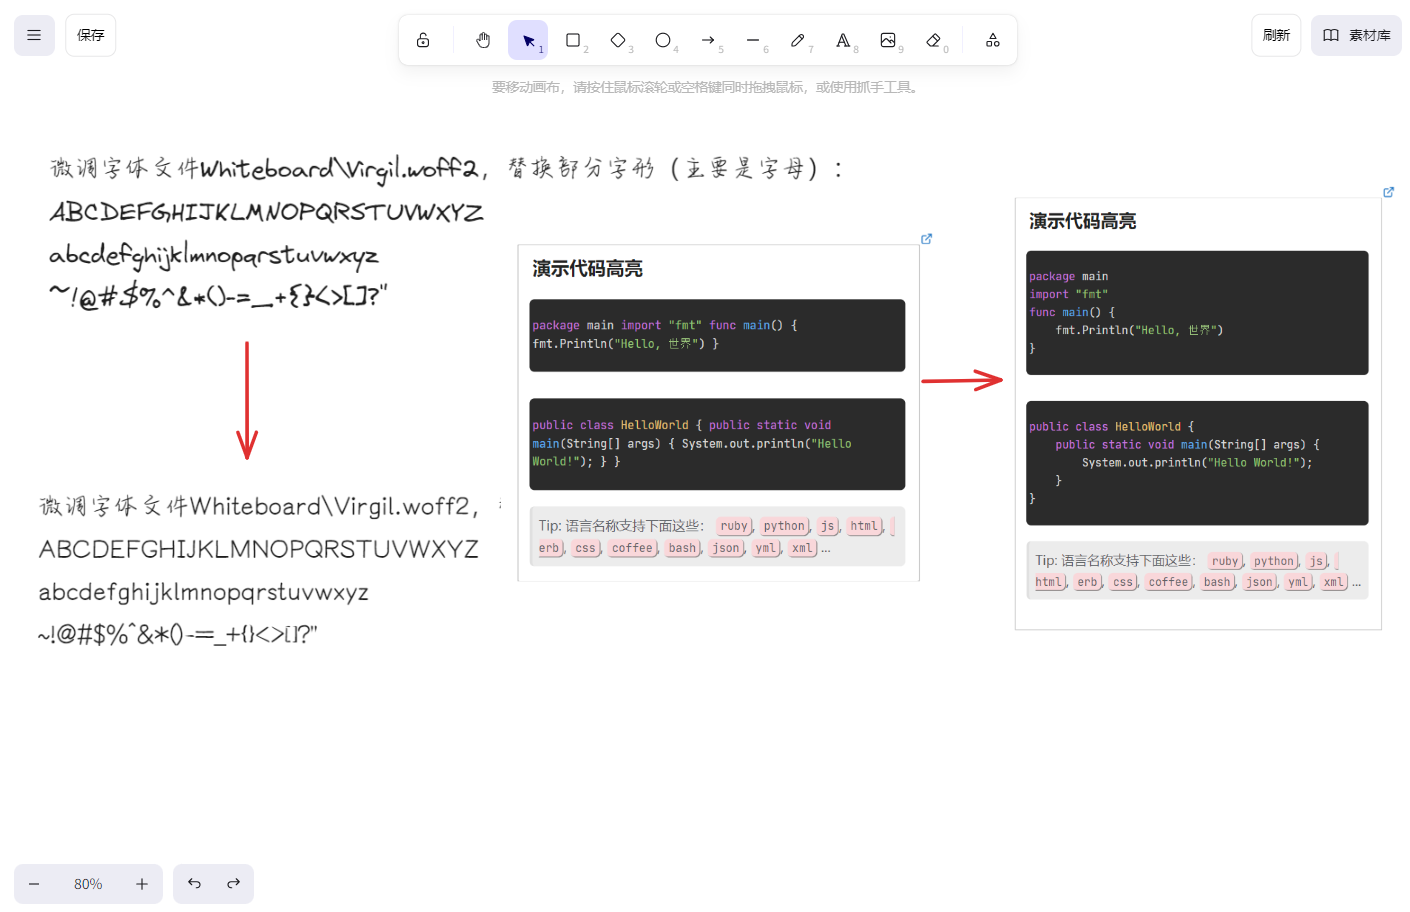 保存
1
2
3
4
5
6
7
8
9
0
刷新
素材库
要移动画布，请按住鼠标滚轮或空格键同时拖拽鼠标，或使用抓手工具。
微调字体文件Whiteboard\Virgil.woff2，替换部分字形（主要是字母）：
ABCDEFGHIJKLMNOPQRSTUVWXYZ
abcdefghijklmnopqrstuvwxyz
~!@#$%^&*()-=_+{}<>[]?"
微调字体文件Whiteboard\Virgil.woff2，
ABCDEFGHIJKLMNOPQRSTUVWXYZ
abcdefghijklmnopqrstuvwxyz
~!@#$%^&*()-=_+{}<>[]?"
演示代码高亮
package main import "fmt" func main() {
fmt.Println("Hello, 世界") }
public class HelloWorld { public static void
main(String[] args) { System.out.println("Hello
World!"); } }
Tip: 语言名称支持下面这些： ruby, python, js, html,
erb, css, coffee, bash, json, yml, xml ...
演示代码高亮
package main
import "fmt"
func main() {
    fmt.Println("Hello, 世界")
}
public class HelloWorld {
    public static void main(String[] args) {
        System.out.println("Hello World!");
    }
}
Tip: 语言名称支持下面这些： ruby, python, js,
html, erb, css, coffee, bash, json, yml, xml ...
80%